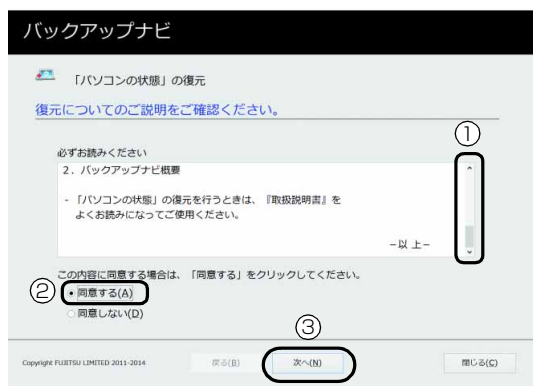 バックアップナビ
「パソコンの状態」の復元
復元についてのご説明をご確認ください。
①
必ずお読みください
2．バックアップナビ概要
- 「パソコンの状態」の復元を行うときは、『取扱説明書』を
よくお読みになってご使用ください。
－以 上－
この内容に同意する場合は、「同意する」をクリックしてください。
②
同意する(A)
同意しない(D)
③
Copyright FUJITSU LIMITED 2011-2014
戻る(B)
次へ(N)
閉じる(C)